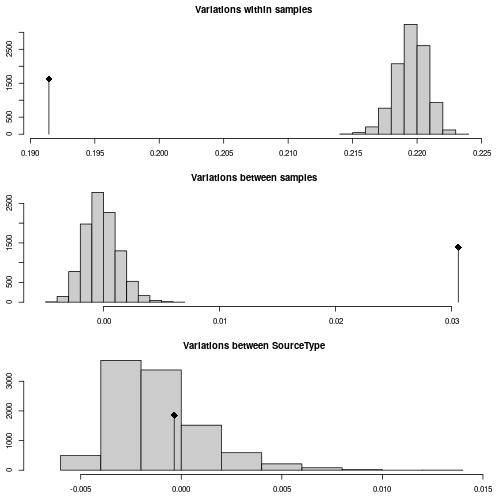 Variations within samples
0 500 1500 2500
0.190 0.195 0.200 0.205 0.210 0.215 0.220 0.225
Variations between samples
0 500 1500 2500
0.00 0.01 0.02 0.03
Variations between SourceType
0 1000 2000 3000
-0.005 0.000 0.005 0.010 0.015